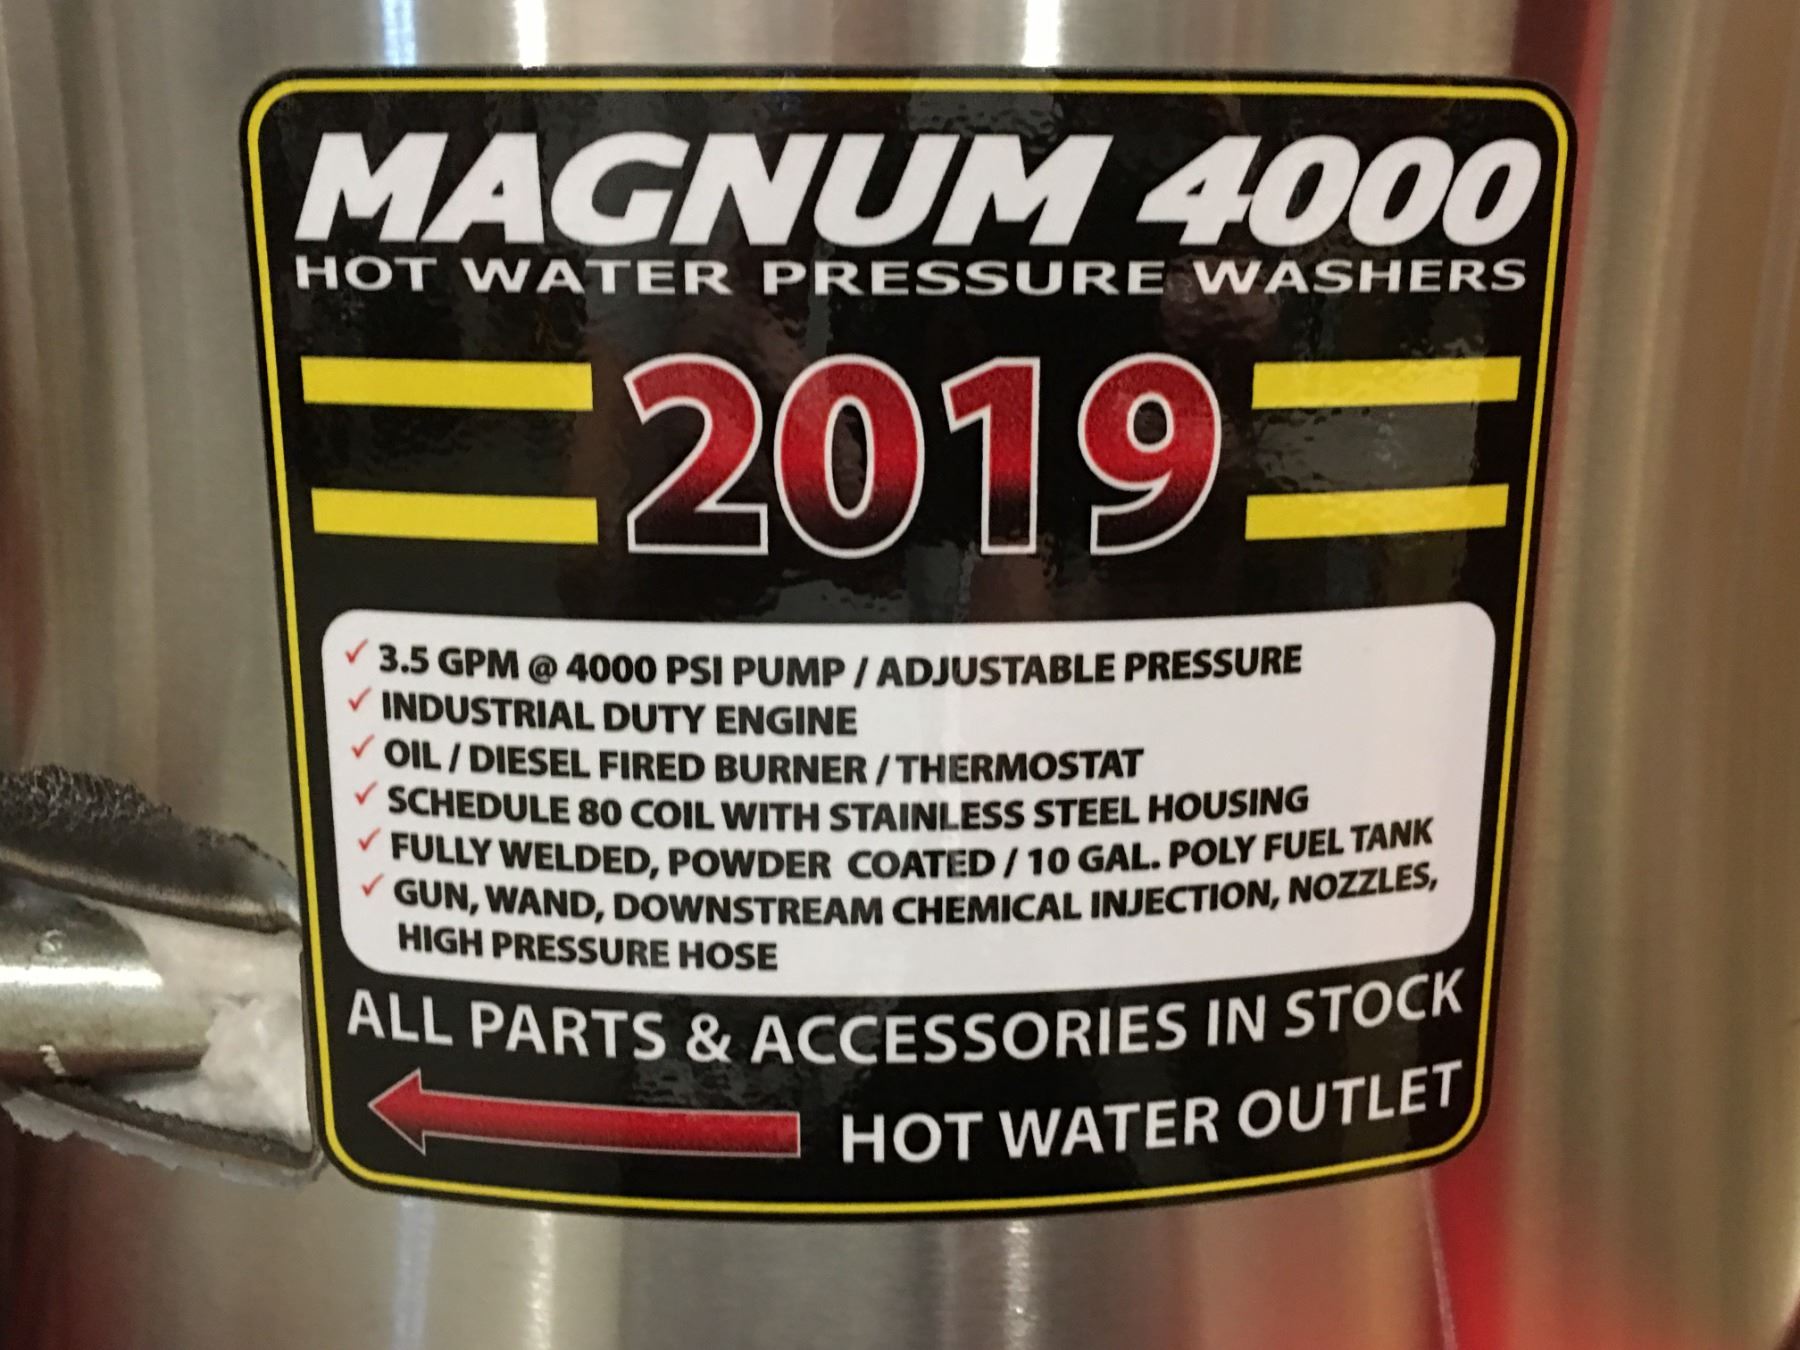 MAGNUM 4000
HOT WATER PRESSURE WASHERS
2019
✓ 3.5 GPM @ 4000 PSI PUMP / ADJUSTABLE PRESSURE
✓ INDUSTRIAL DUTY ENGINE
✓ OIL / DIESEL FIRED BURNER / THERMOSTAT
✓ SCHEDULE 80 COIL WITH STAINLESS STEEL HOUSING
✓ FULLY WELDED, POWDER COATED / 10 GAL. POLY FUEL TANK
✓ GUN, WAND, DOWNSTREAM CHEMICAL INJECTION, NOZZLES,
HIGH PRESSURE HOSE
ALL PARTS & ACCESSORIES IN STOCK
HOT WATER OUTLET